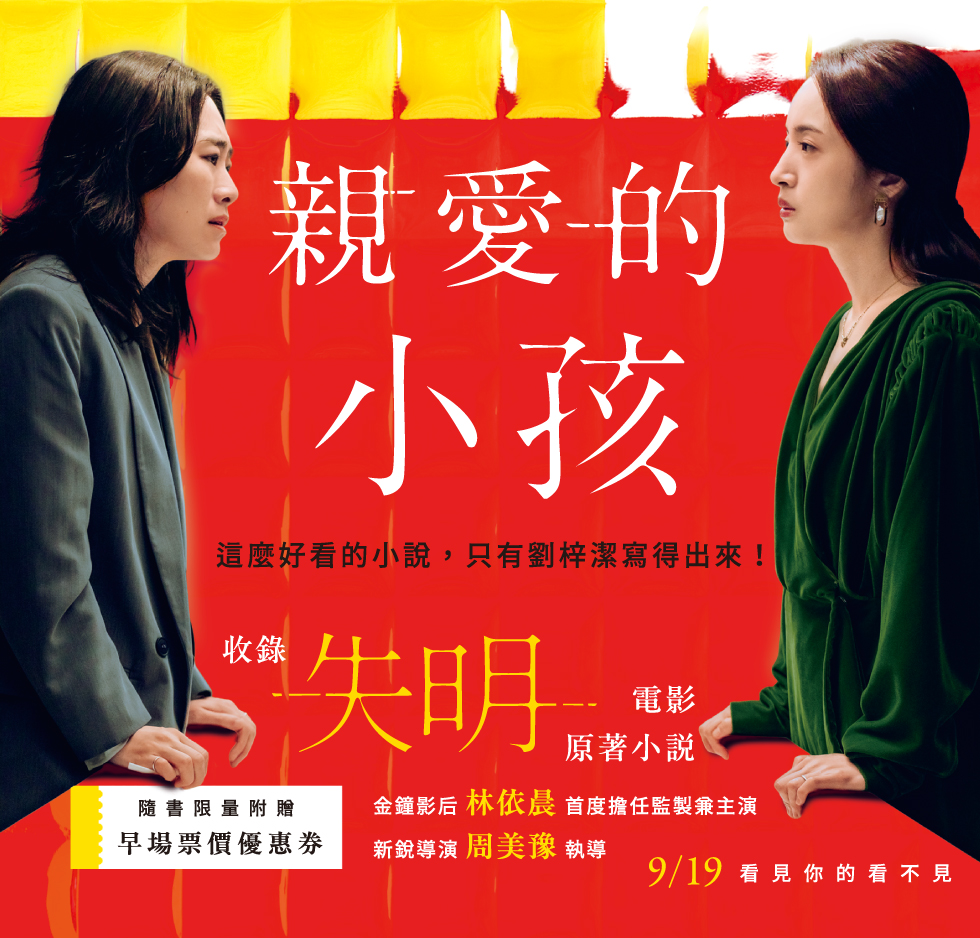 親愛的
小孩
這麼好看的小說，只有劉梓潔寫得出來！
收錄
失明
電影
原著小説
隨書限量附贈
早場票價優惠券
金鐘影后 林依晨 首度擔任監製兼主演
新銳導演 周美豫 執導
9/19 看見你的看不見